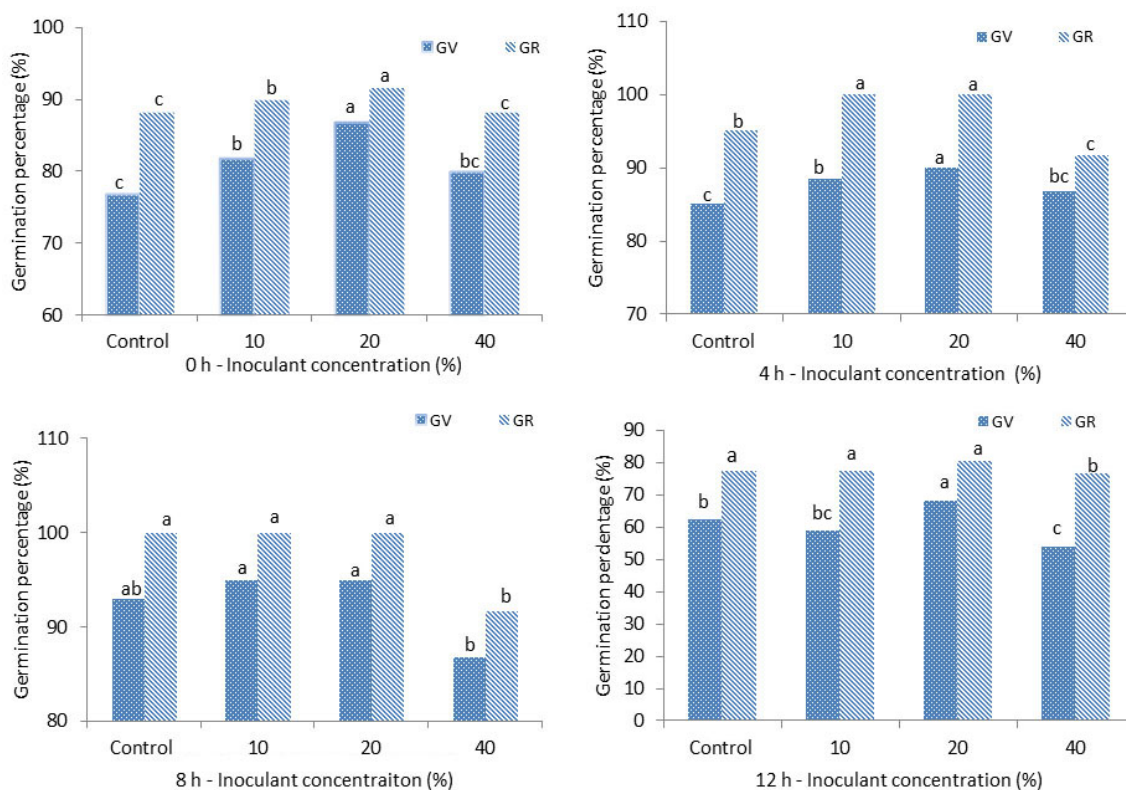 100
90
80
70
60
Germination percentage (%)
GV GR
c c b b a a bc c
Control 10 20 40
0 h - Inoculant concentration (%)
110
100
90
80
70
Germination percentage (%)
GV GR
c b b a a a bc c
Control 10 20 40
4 h - Inoculant concentration (%)
110
100
90
80
Germination percentage (%)
GV GR
ab a a a a a b b
Control 10 20 40
8 h - Inoculant concentraiton (%)
90
80
70
60
50
40
30
20
10
0
Germination perdentage (%)
GV GR
b a bc a a a c b
Control 10 20 40
12 h - Inoculant concentration (%)